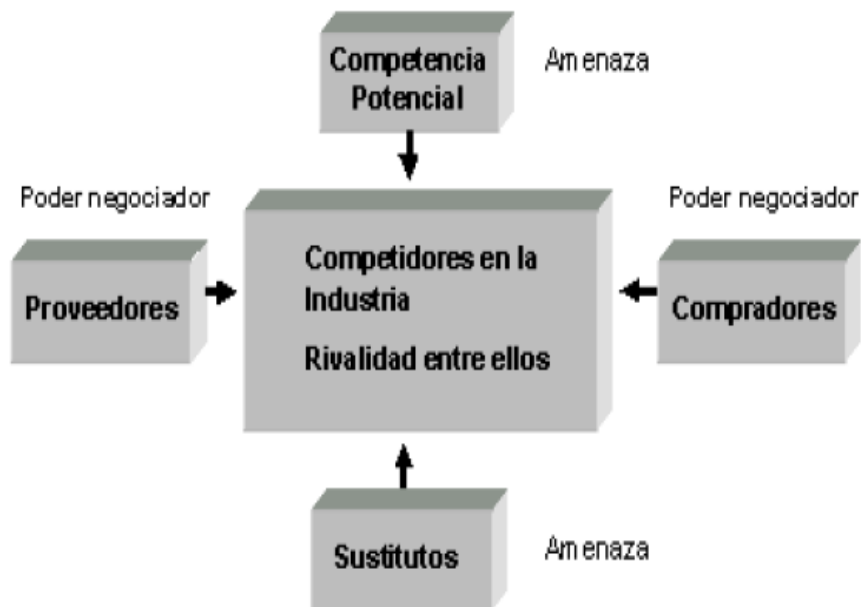 Competencia
Potencial
Amenaza
Poder negociador
Poder negociador
Proveedores
Competidores en la
Industria
Rivalidad entre ellos
Compradores
Sustitutos
Amenaza